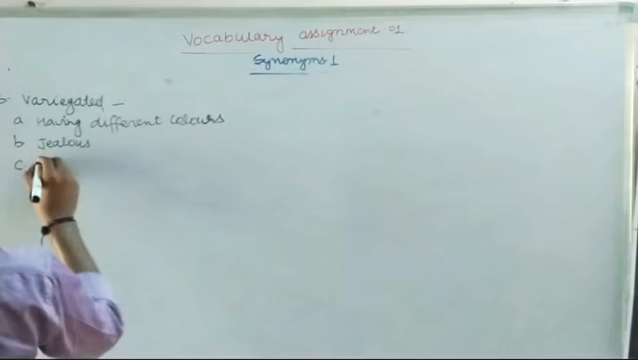 Vocabulary assignment 01
Synonyms 1
Variegated –
a Having different colours
b Jealous
c